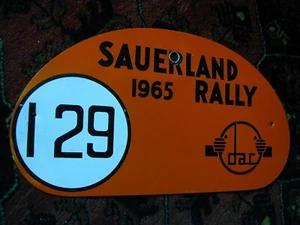 SAUERLAND
1965 RALLY
129
dac